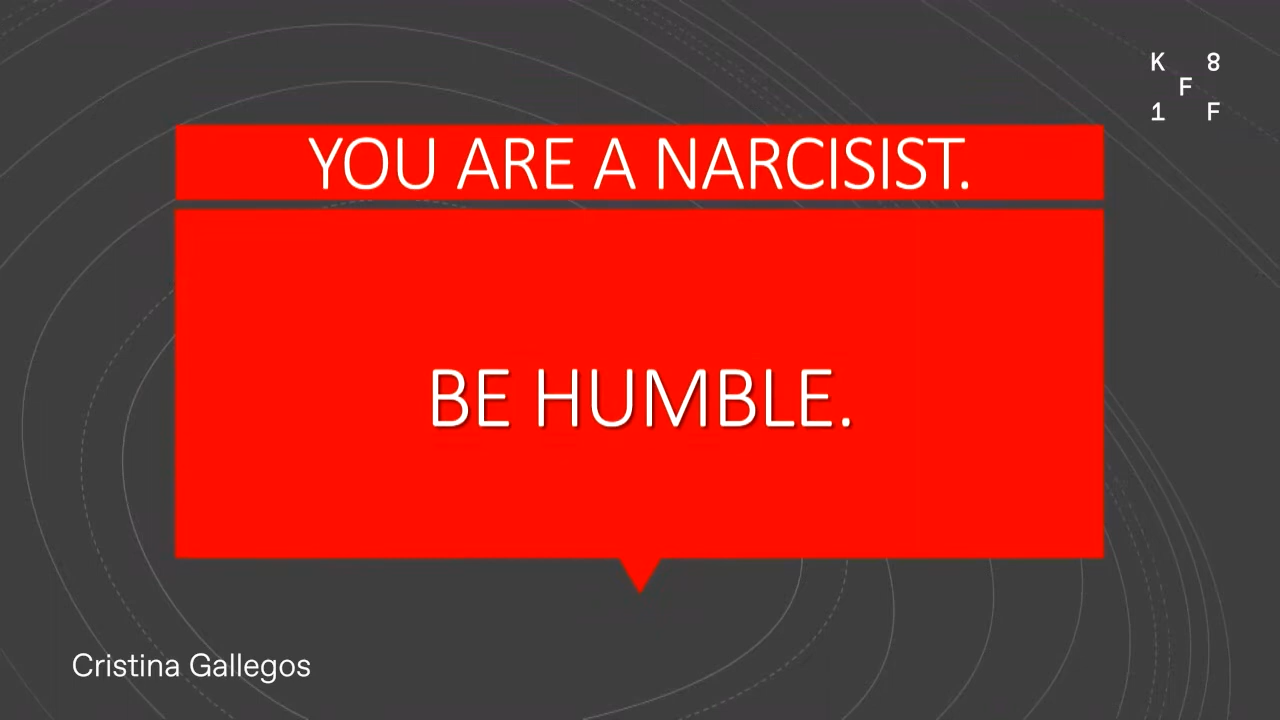 K 8
F
1 F
YOU ARE A NARCISIST.
BE HUMBLE.
Cristina Gallegos